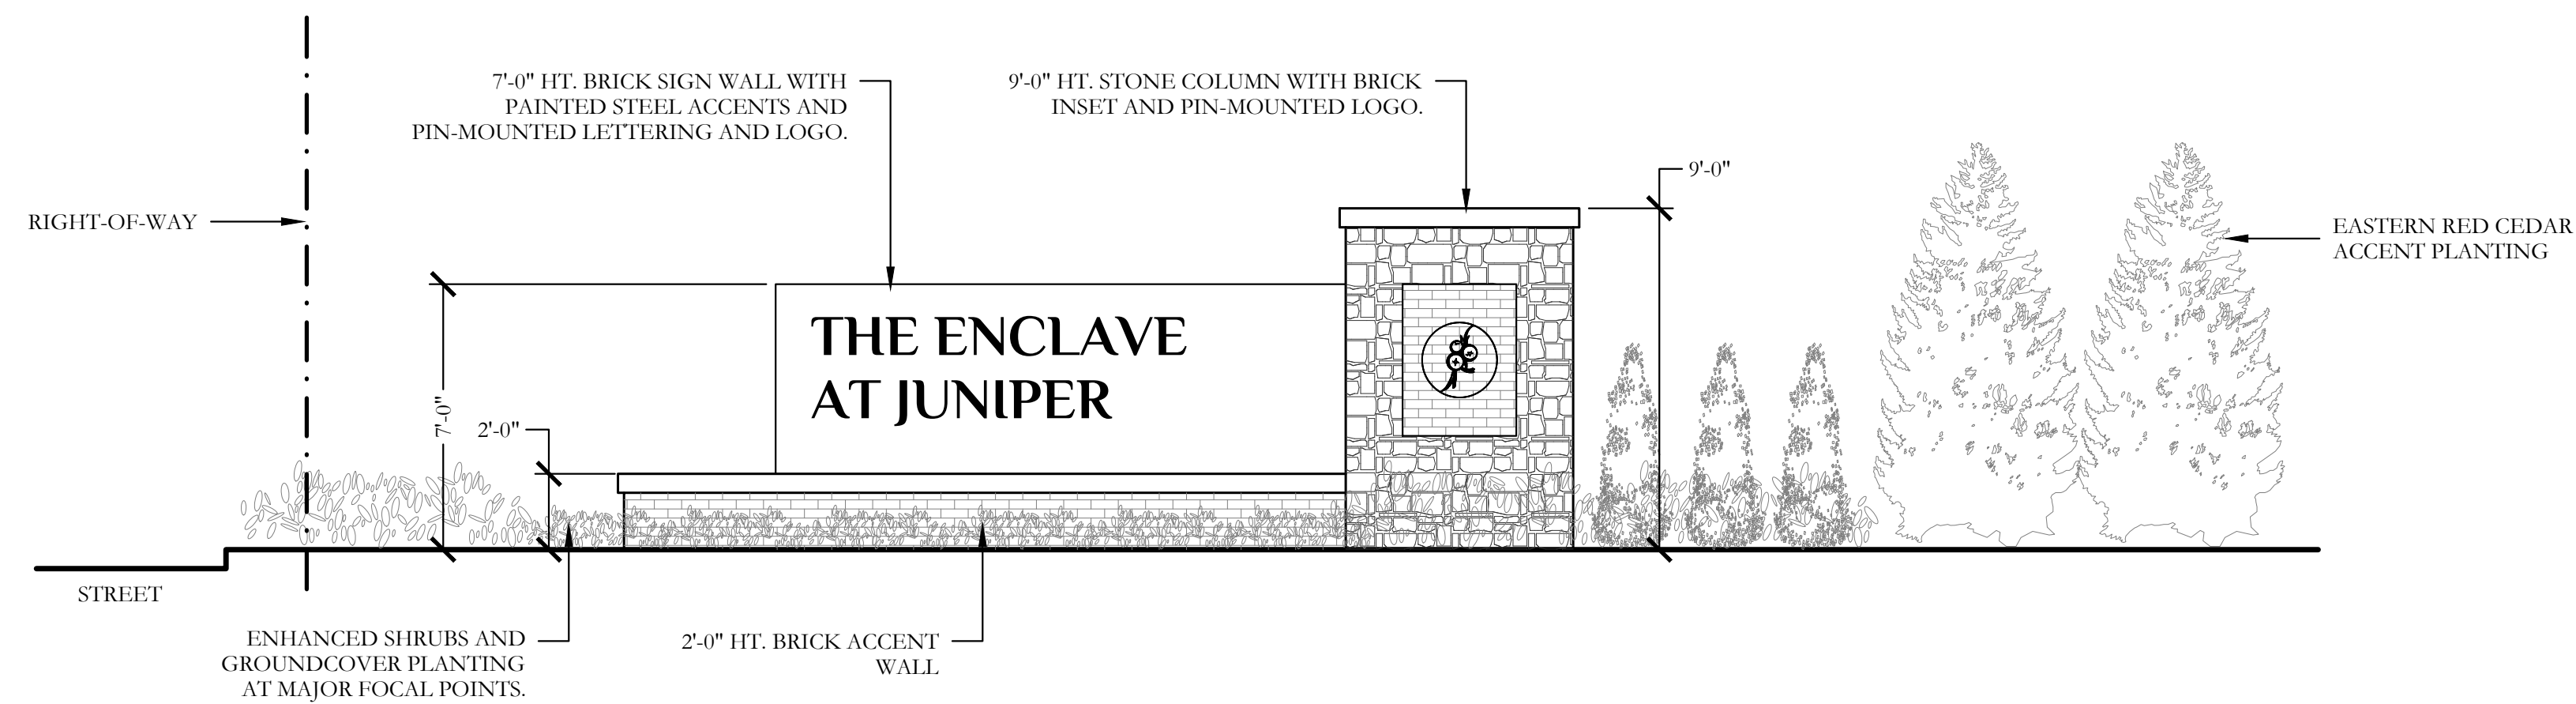 7'-0" HT. BRICK SIGN WALL WITH
PAINTED STEEL ACCENTS AND
PIN-MOUNTED LETTERING AND LOGO.
9'-0" HT. STONE COLUMN WITH BRICK
INSET AND PIN-MOUNTED LOGO.
9'-0"
RIGHT-OF-WAY
EASTERN RED CEDAR
ACCENT PLANTING
THE ENCLAVE
AT JUNIPER
7'-0"
2'-0"
STREET
ENHANCED SHRUBS AND
GROUNDCOVER PLANTING
AT MAJOR FOCAL POINTS.
2'-0" HT. BRICK ACCENT
WALL